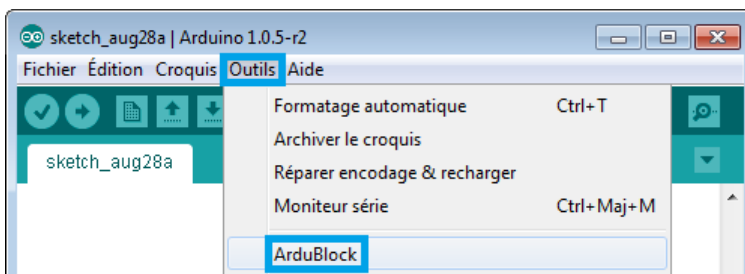 sketch_aug28a | Arduino 1.0.5-r2
Fichier Édition Croquis Outils Aide
Formatage automatique Ctrl+T
Archiver le croquis
sketch_aug28a
Réparer encodage & recharger
Moniteur série Ctrl+Maj+M
ArduBlock